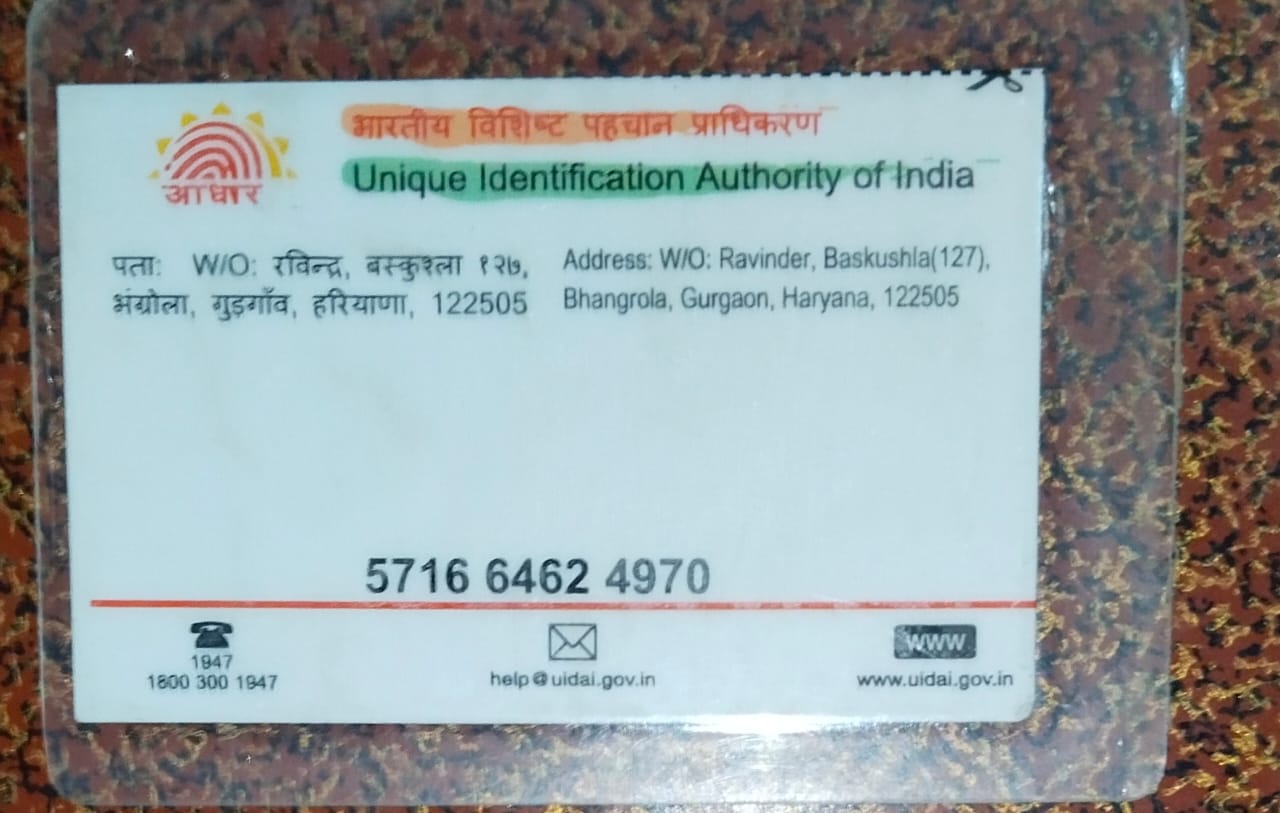 भारतीय विशिष्ट पहचान प्राधिकरण
आधार
Unique Identification Authority of India
पताः W/O: रविन्द्र, बस्कुश्ला १२७,
भंग्रोला, गुड़गाँव, हरियाणा, 122505
Address: W/O: Ravinder, Baskushla(127),
Bhangrola, Gurgaon, Haryana, 122505
5716 6462 4970
1947
1800 300 1947
help@uidai.gov.in
WWW
www.uidai.gov.in